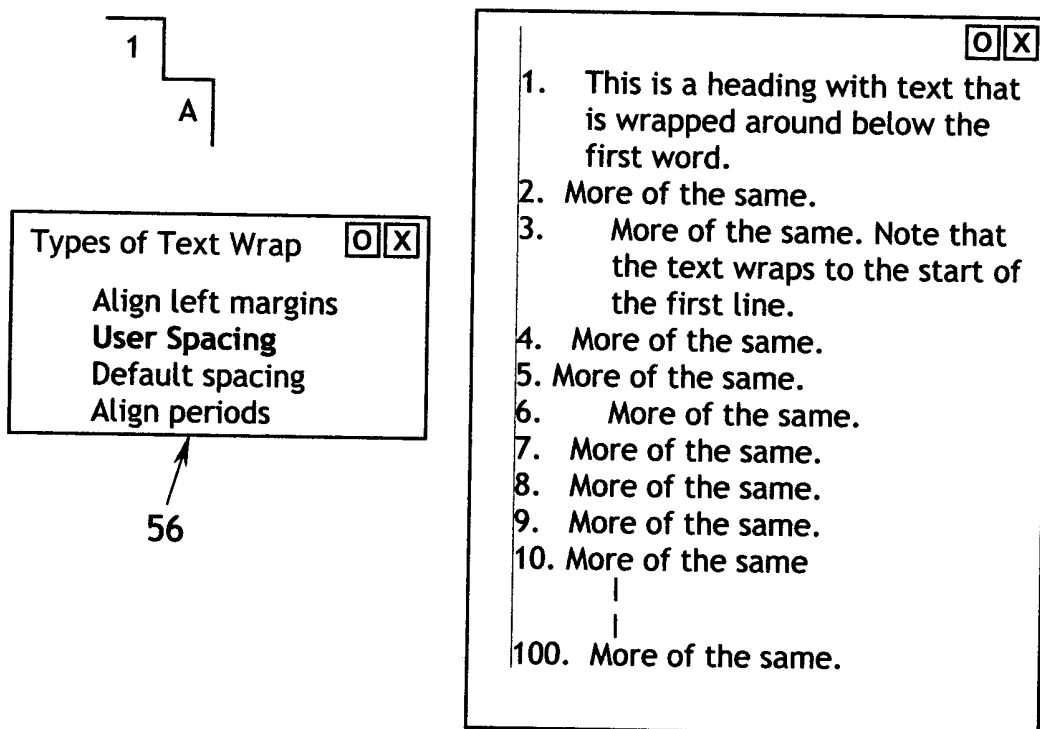 1
A
Types of Text Wrap O X
Align left margins
User Spacing
Default spacing
Align periods
56
O X
1. This is a heading with text that
is wrapped around below the
first word.
2. More of the same.
3. More of the same. Note that
the text wraps to the start of
the first line.
4. More of the same.
5. More of the same.
6. More of the same.
7. More of the same.
8. More of the same.
9. More of the same.
10. More of the same
100. More of the same.